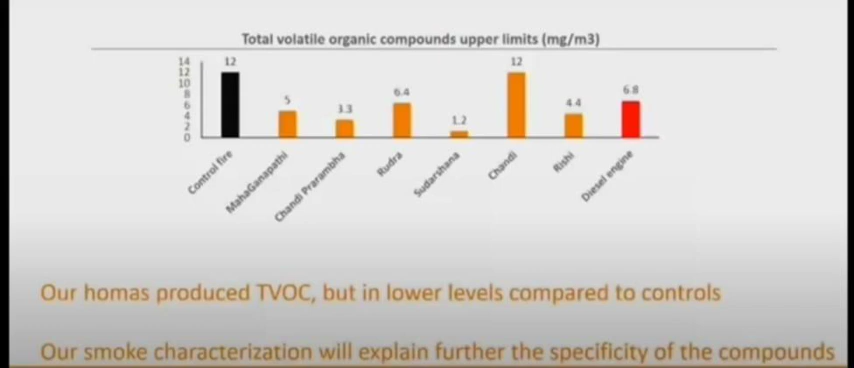 Total volatile organic compounds upper limits (mg/m3)
14
12
10
8
6
4
2
0
12
5
3.3
6.4
1.2
12
4.4
6.8
Control fire
MahaGanapathi
Chandi Prarambha
Rudra
Sudarshana
Chandi
Rishi
Diesel engine
Our homas produced TVOC, but in lower levels compared to controls
Our smoke characterization will explain further the specificity of the compounds